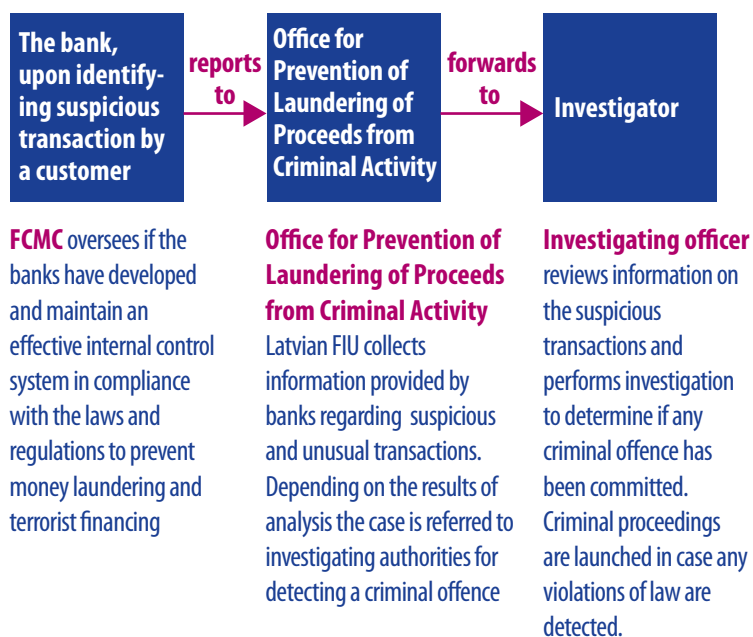 The bank,
upon identify-
ing suspicious
transaction by
a customer
reports
to
Office for
Prevention of
Laundering of
Proceeds from
Criminal Activity
forwards
to
Investigator
FCMC oversees if the
banks have developed
and maintain an
effective internal control
system in compliance
with the laws and
regulations to prevent
money laundering and
terrorist financing
Office for Prevention of
Laundering of Proceeds
from Criminal Activity
Latvian FIU collects
information provided by
banks regarding suspicious
and unusual transactions.
Depending on the results of
analysis the case is referred to
investigating authorities for
detecting a criminal offence
Investigating officer
reviews information on
the suspicious
transactions and
performs investigation
to determine if any
criminal offence has
been committed.
Criminal proceedings
are launched in case any
violations of law are
detected.